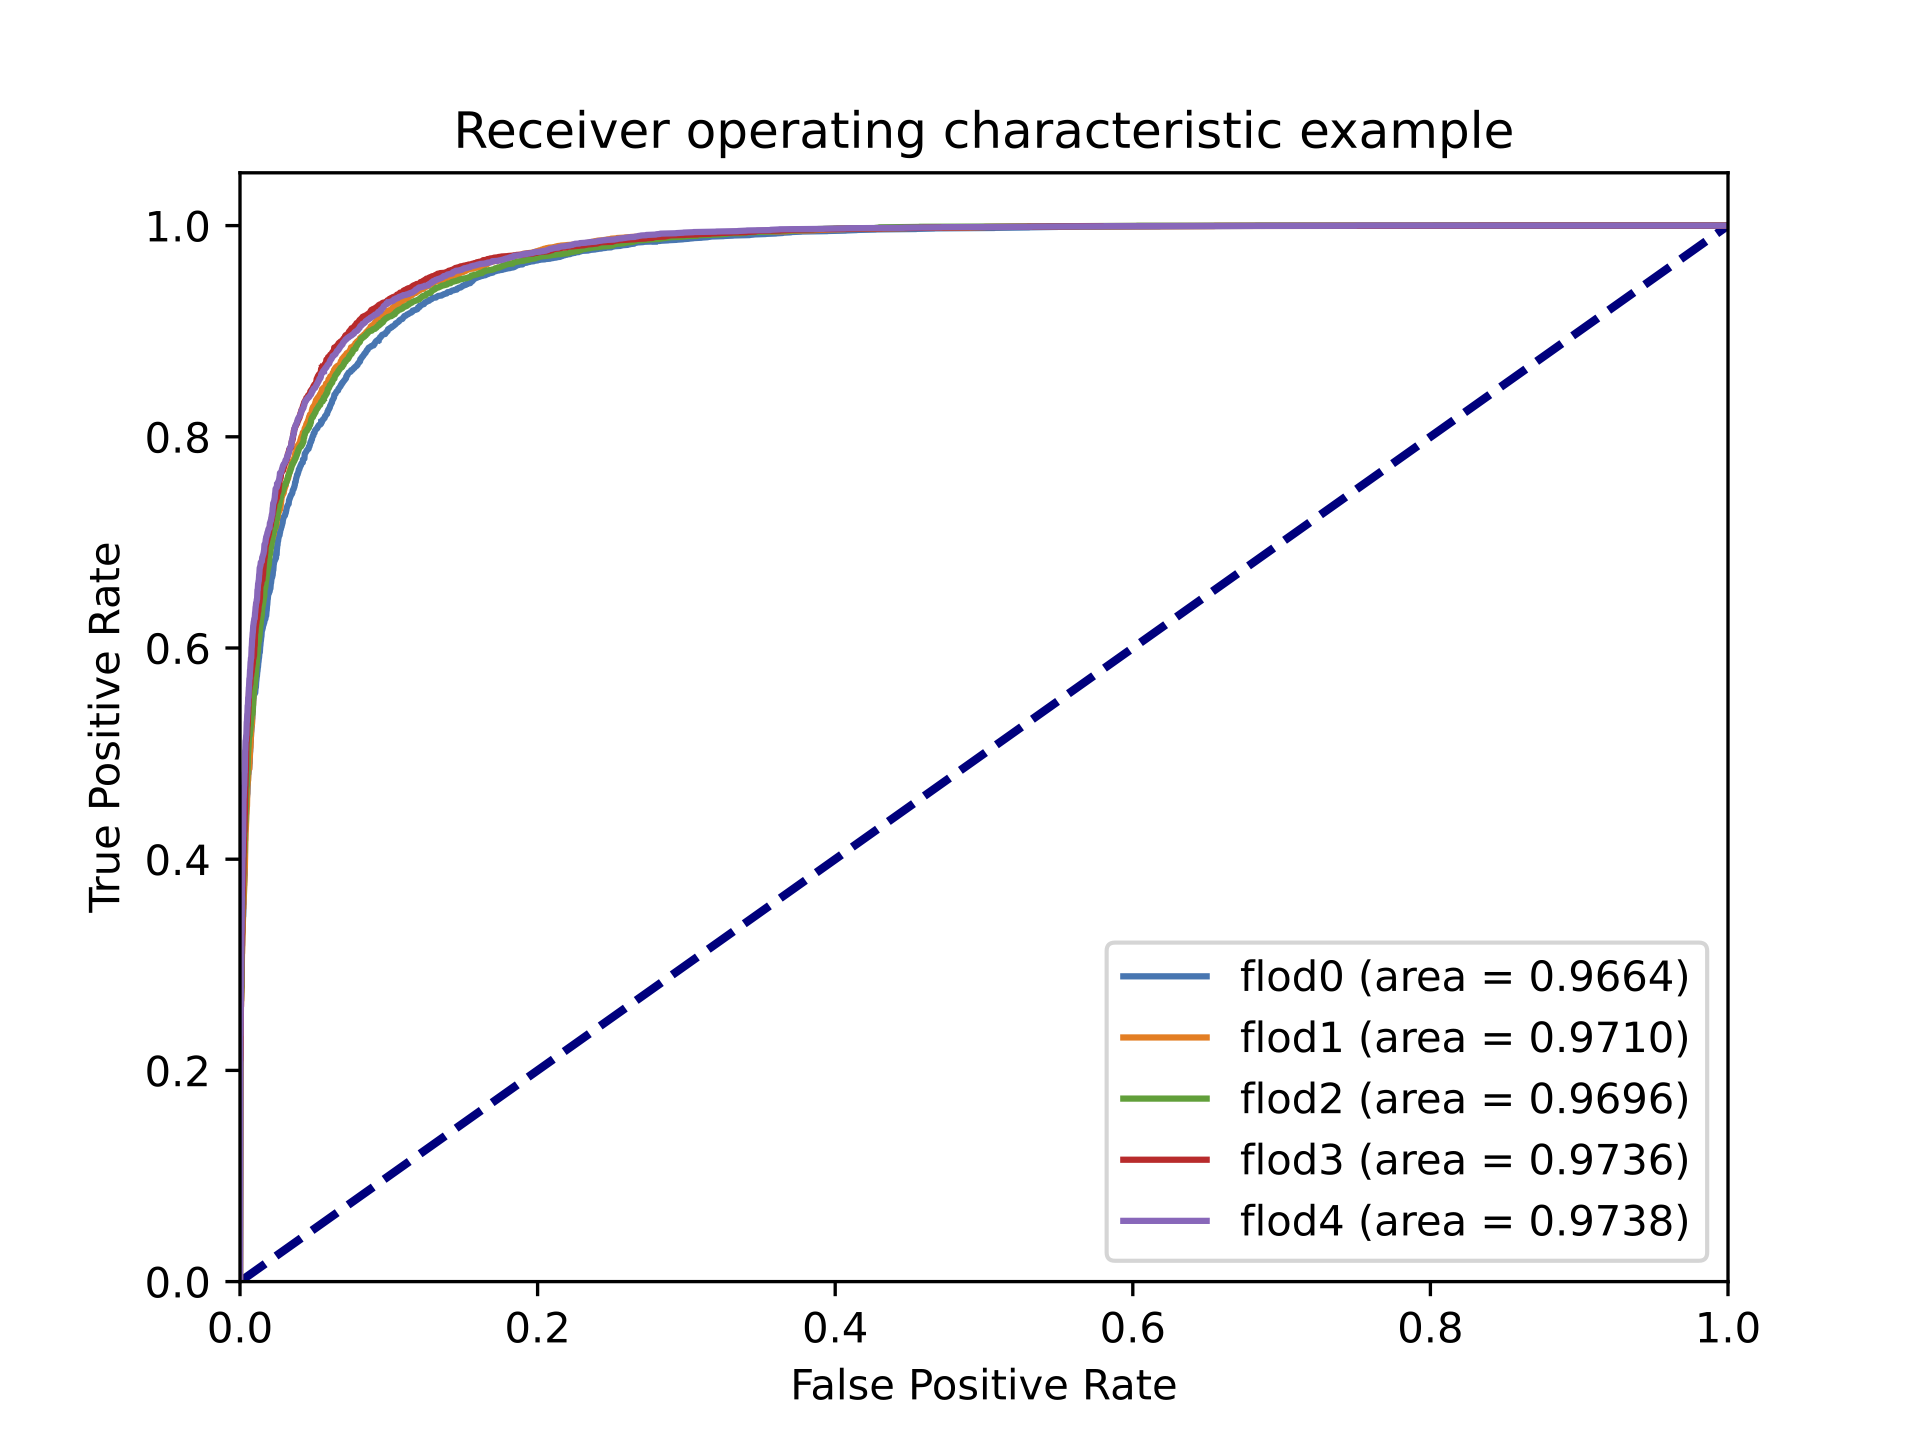 Receiver operating characteristic example
True Positive Rate
1.0
0.8
0.6
0.4
0.2
0.0
flod0 (area = 0.9664)
flod1 (area = 0.9710)
flod2 (area = 0.9696)
flod3 (area = 0.9736)
flod4 (area = 0.9738)
0.0 0.2 0.4 0.6 0.8 1.0
False Positive Rate